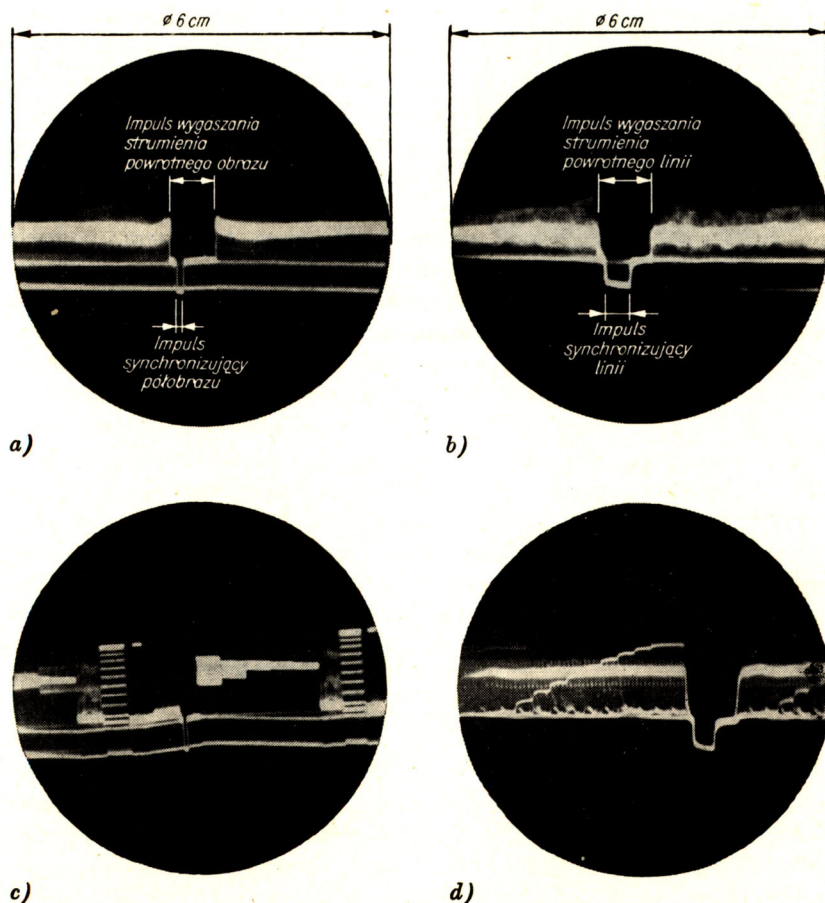 ø 6 cm
Impuls wygaszania
strumienia
powrotnego obrazu
Impuls
synchronizujący
półobrazu
a)
ø 6 cm
Impuls wygaszania
strumienia
powrotnego linii
Impuls
synchronizujący
linii
b)
c)
d)